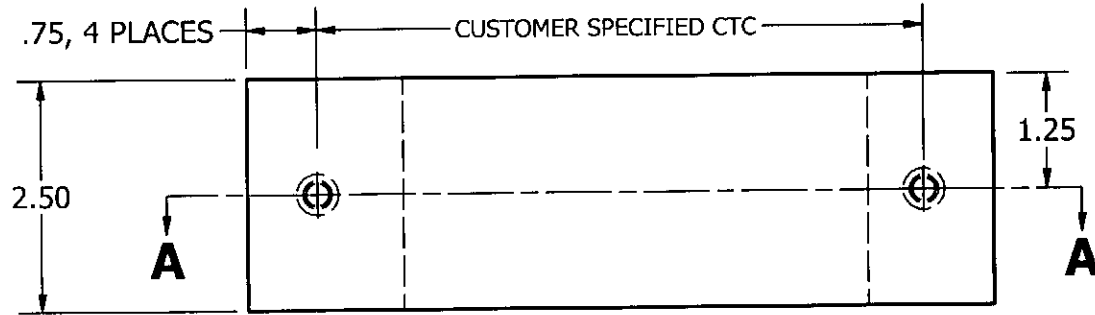 .75, 4 PLACES
CUSTOMER SPECIFIED CTC
1.25
2.50
A
A